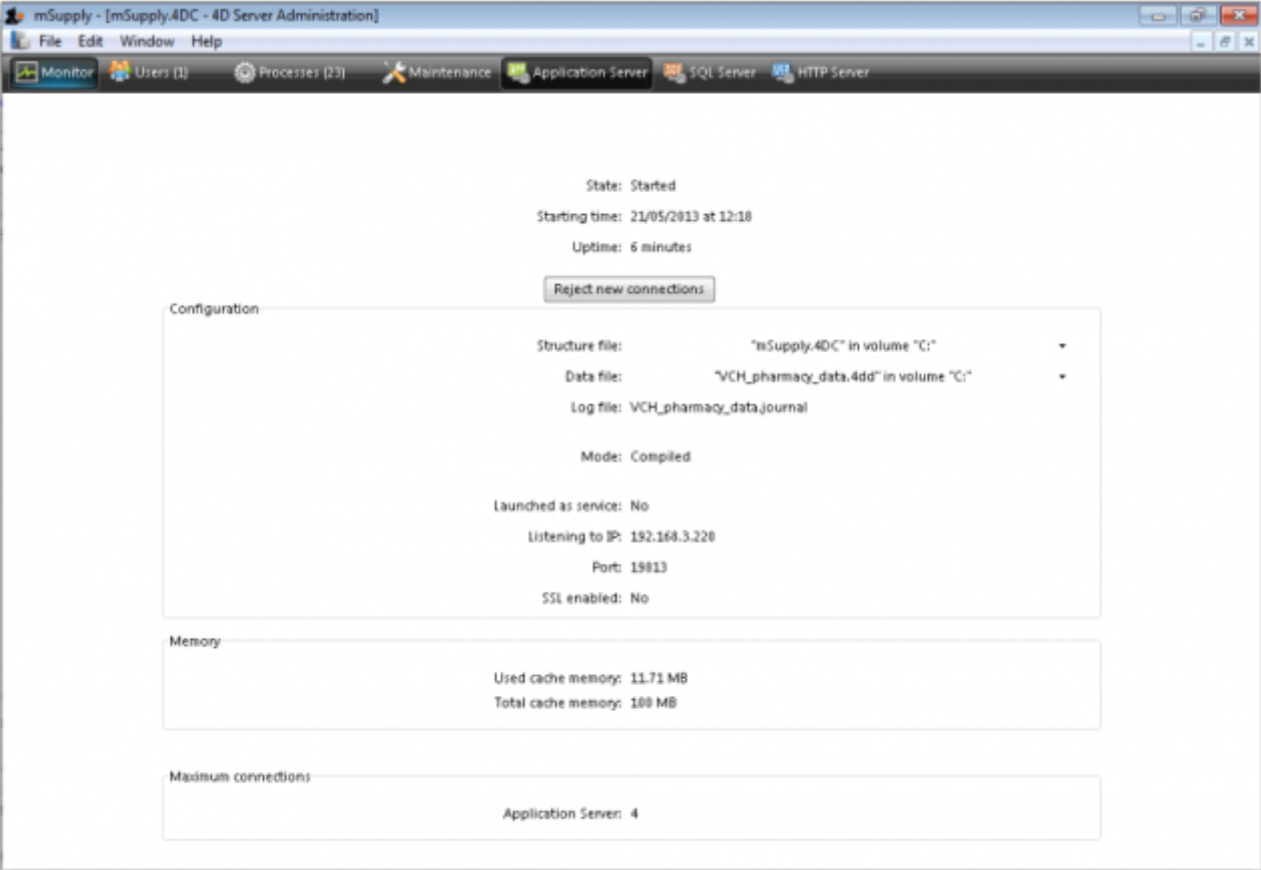 mSupply - [mSupply.4DC - 4D Server Administration]
File Edit Window Help
Monitor Users (1) Processes (23) Maintenance Application Server SQL Server HTTP Server
State: Started
Starting time: 21/05/2013 at 12:18
Uptime: 6 minutes
Reject new connections
Configuration
Structure file: "mSupply.4DC" in volume "C:"
Data file: "VCH_pharmacy_data.4dd" in volume "C:"
Log file: VCH_pharmacy_data.journal
Mode: Compiled
Launched as service: No
Listening to IP: 192.168.3.220
Port: 19813
SSL enabled: No
Memory
Used cache memory: 11.71 MB
Total cache memory: 100 MB
Maximum connections
Application Server: 4